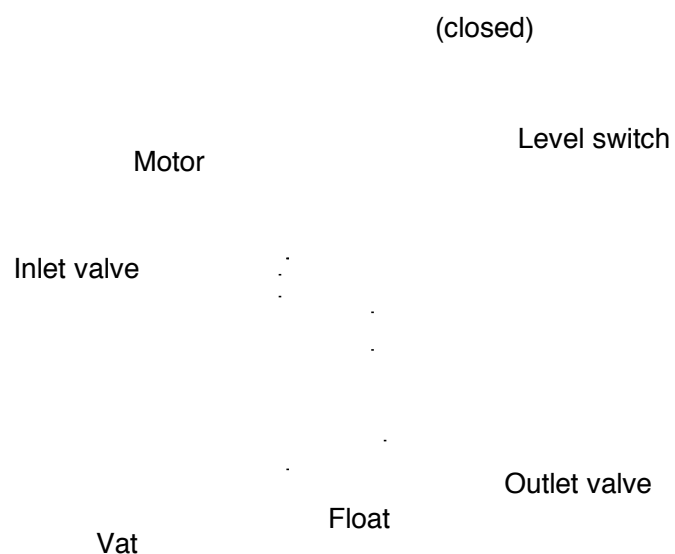 (closed)
Level switch
Motor
Inlet valve
Outlet valve
Float
Vat